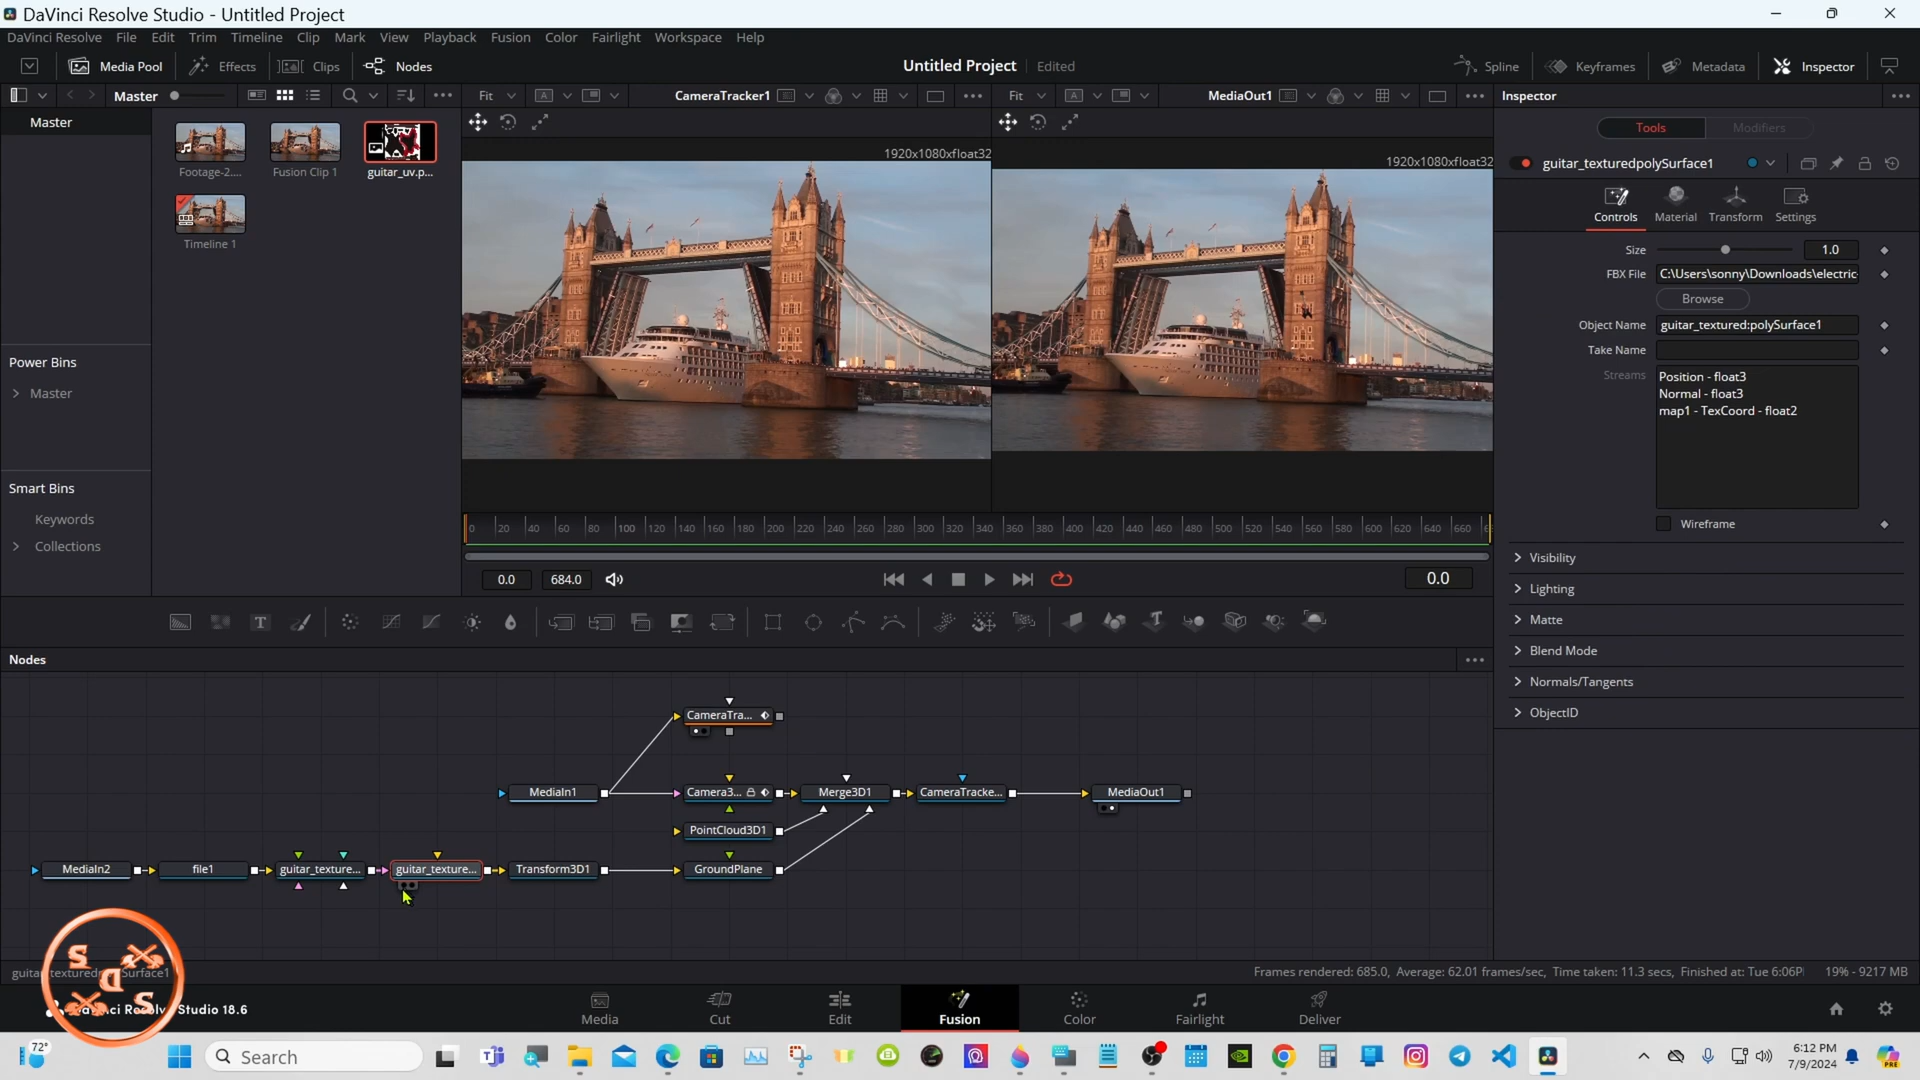 DaVinci Resolve Studio - Untitled Project
DaVinci Resolve File Edit Trim Timeline Clip Mark View Playback Fusion Color Fairlight Workspace Help
Media Pool Effects Clips Nodes Untitled Project Edited Spline Keyframes Metadata Inspector
Master Fit CameraTracker1 Fit MediaOut1 Inspector
Master
Footage-2....
Fusion Clip 1
guitar_uv.p...
Timeline 1
Power Bins
Master
Smart Bins
Keywords
Collections
1920x1080xfloat32
1920x1080xfloat32
0 20 40 60 80 100 120 140 160 180 200 220 240 260 280 300 320 340 360 380 400 420 440 460 480 500 520 540 560 580 600 620 640 660
0.0 684.0 0.0
Tools Modifiers
guitar_texturedpolySurface1
Controls Material Transform Settings
Size 1.0
FBX File C:\Users\sonny\Downloads\electric
Browse
Object Name guitar_textured:polySurface1
Take Name
Streams Position - float3
Normal - float3
map1 - TexCoord - float2
Wireframe
Visibility
Lighting
Matte
Blend Mode
Normals/Tangents
ObjectID
Nodes
CameraTra...
MediaIn1 Camera3... Merge3D1 CameraTracke... MediaOut1
PointCloud3D1
MediaIn2 file1 guitar_texture... guitar_texture... Transform3D1 GroundPlane
Frames rendered: 685.0, Average: 62.01 frames/sec, Time taken: 11.3 secs, Finished at: Tue 6:06P 19% - 9217 MB
S D S
Studio 18.6
Media Cut Edit Fusion Color Fairlight Deliver
72°
Search
6:12 PM
7/9/2024
PRE